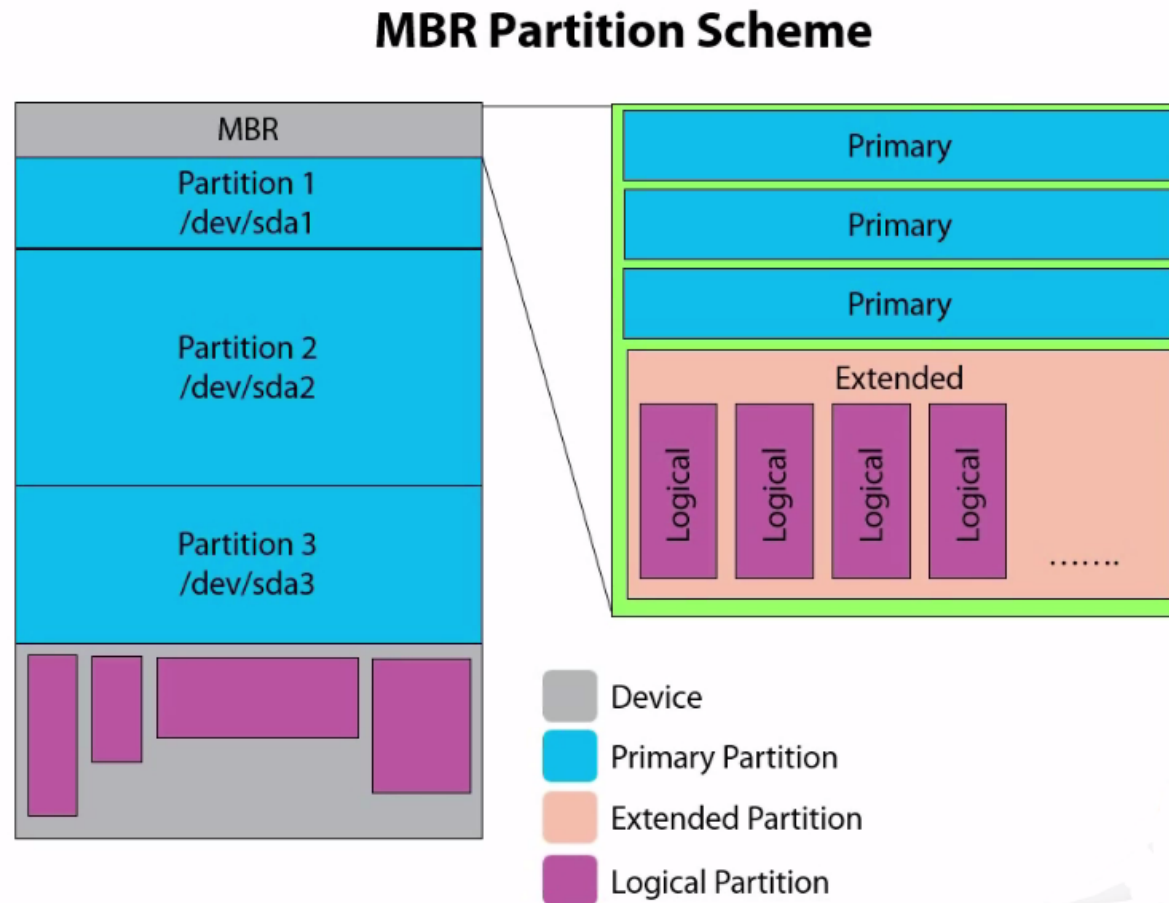 MBR Partition Scheme
MBR
Partition 1
/dev/sda1
Partition 2
/dev/sda2
Partition 3
/dev/sda3
Primary
Primary
Primary
Extended
Logical
Logical
Logical
Logical
.......
Device
Primary Partition
Extended Partition
Logical Partition